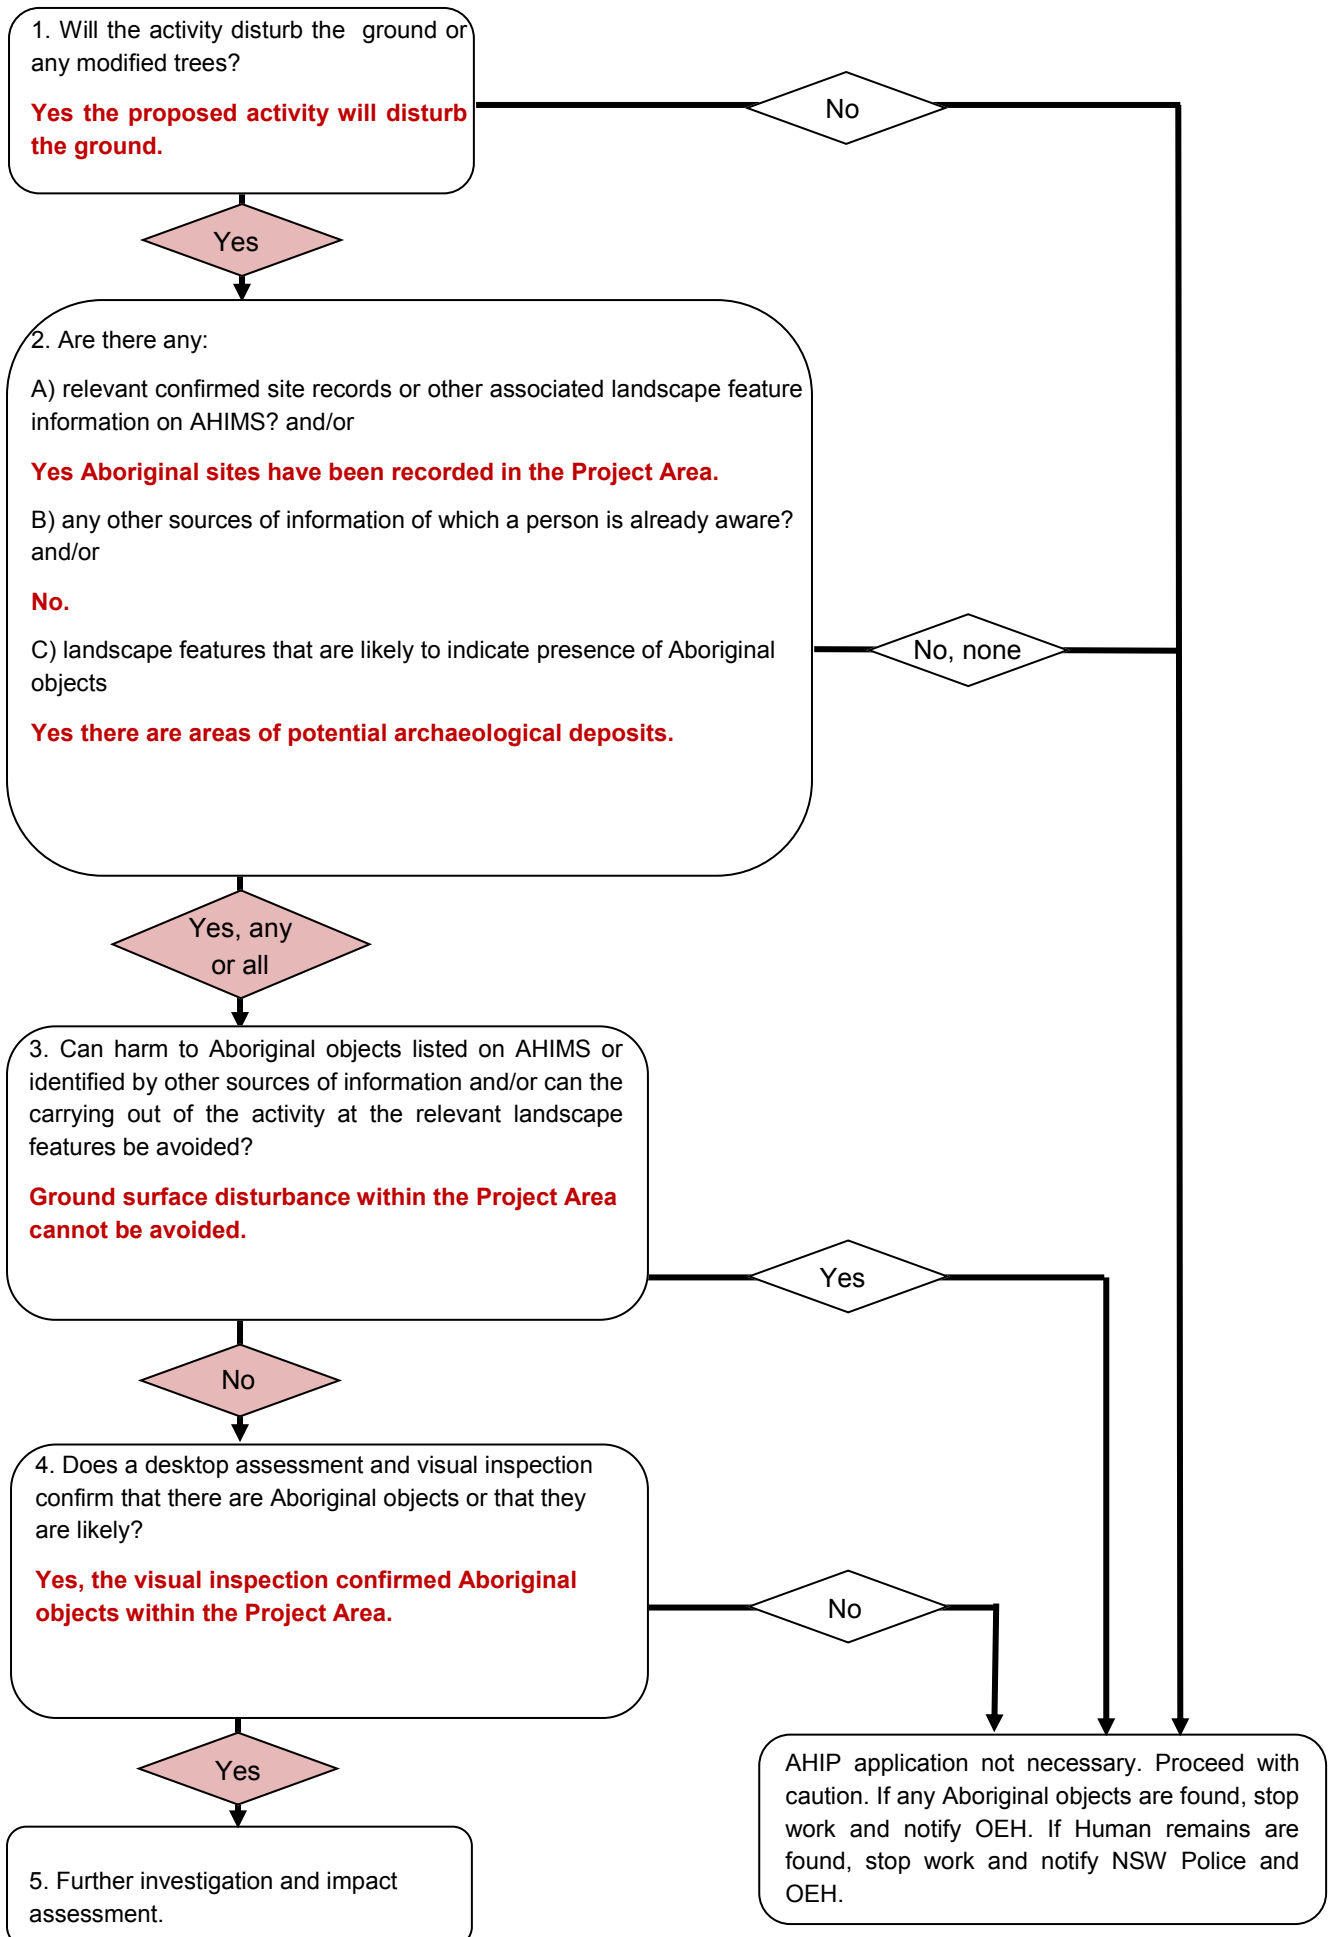 1. Will the activity disturb the ground or
any modified trees?
Yes the proposed activity will disturb
the ground.
No
Yes
2. Are there any:
A) relevant confirmed site records or other associated landscape feature
information on AHIMS? and/or
Yes Aboriginal sites have been recorded in the Project Area.
B) any other sources of information of which a person is already aware?
and/or
No.
C) landscape features that are likely to indicate presence of Aboriginal
objects
Yes there are areas of potential archaeological deposits.
No, none
Yes, any
or all
3. Can harm to Aboriginal objects listed on AHIMS or
identified by other sources of information and/or can the
carrying out of the activity at the relevant landscape
features be avoided?
Ground surface disturbance within the Project Area
cannot be avoided.
Yes
No
4. Does a desktop assessment and visual inspection
confirm that there are Aboriginal objects or that they
are likely?
Yes, the visual inspection confirmed Aboriginal
objects within the Project Area.
No
Yes
5. Further investigation and impact
assessment.
AHIP application not necessary. Proceed with
caution. If any Aboriginal objects are found, stop
work and notify OEH. If Human remains are
found, stop work and notify NSW Police and
OEH.